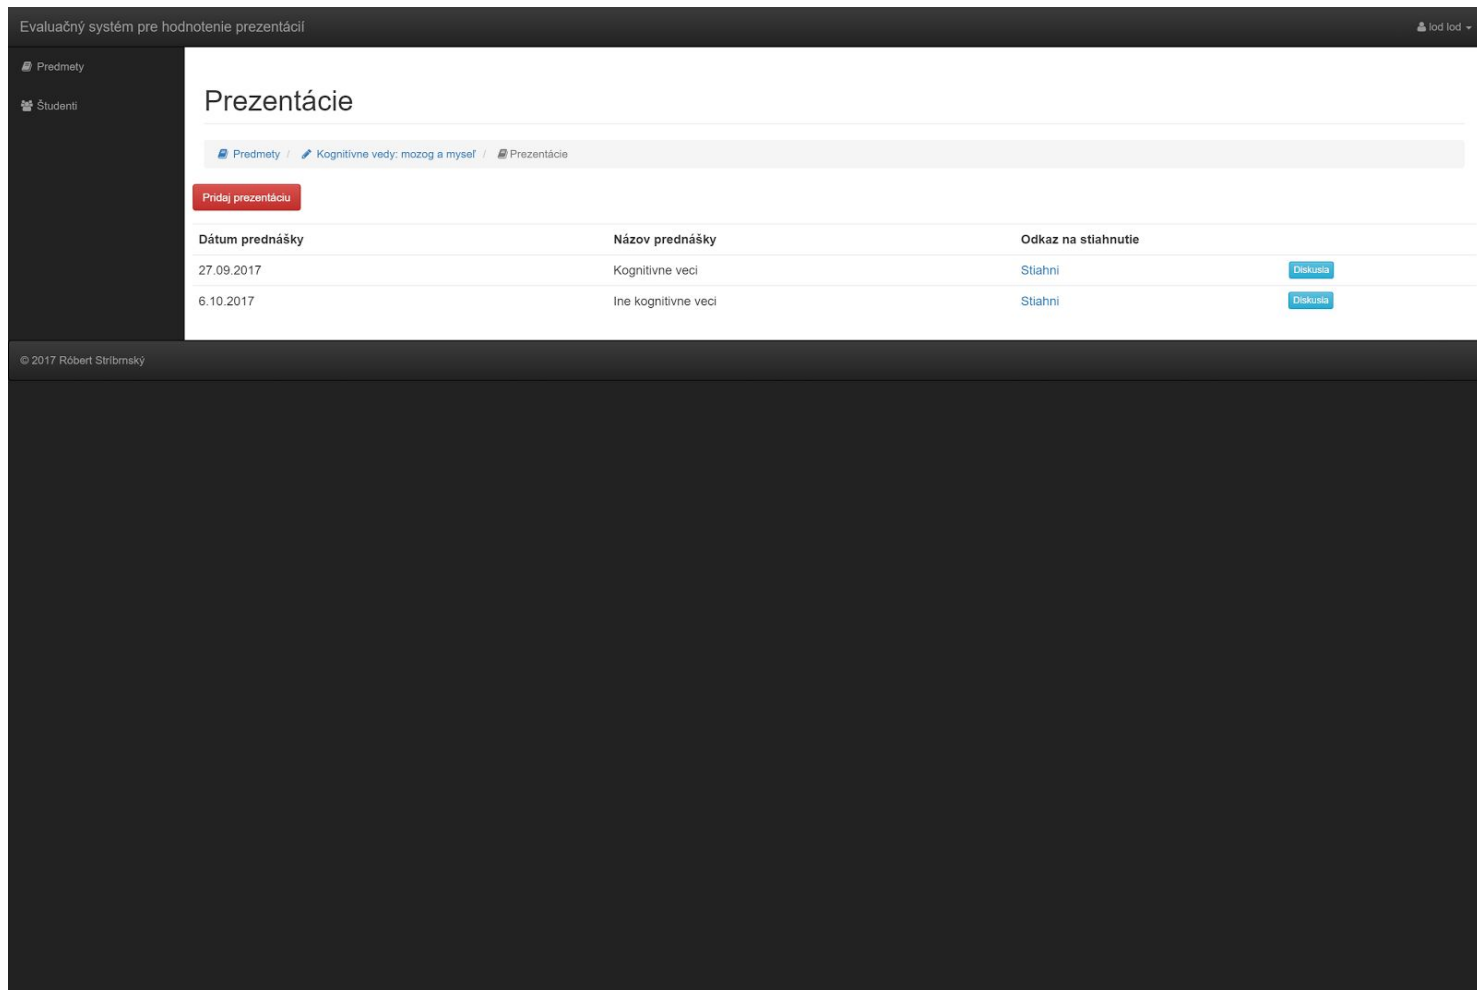 Evaluačný systém pre hodnotenie prezentácií
lod lod
Predmety
Študenti
Prezentácie
Predmety / Kognitívne vedy: mozog a myseľ / Prezentácie
Pridaj prezentáciu
Dátum prednášky Názov prednášky Odkaz na stiahnutie
27.09.2017 Kognitivne veci Stiahni Diskusia
6.10.2017 Ine kognitivne veci Stiahni Diskusia
© 2017 Róbert Stríbrnský